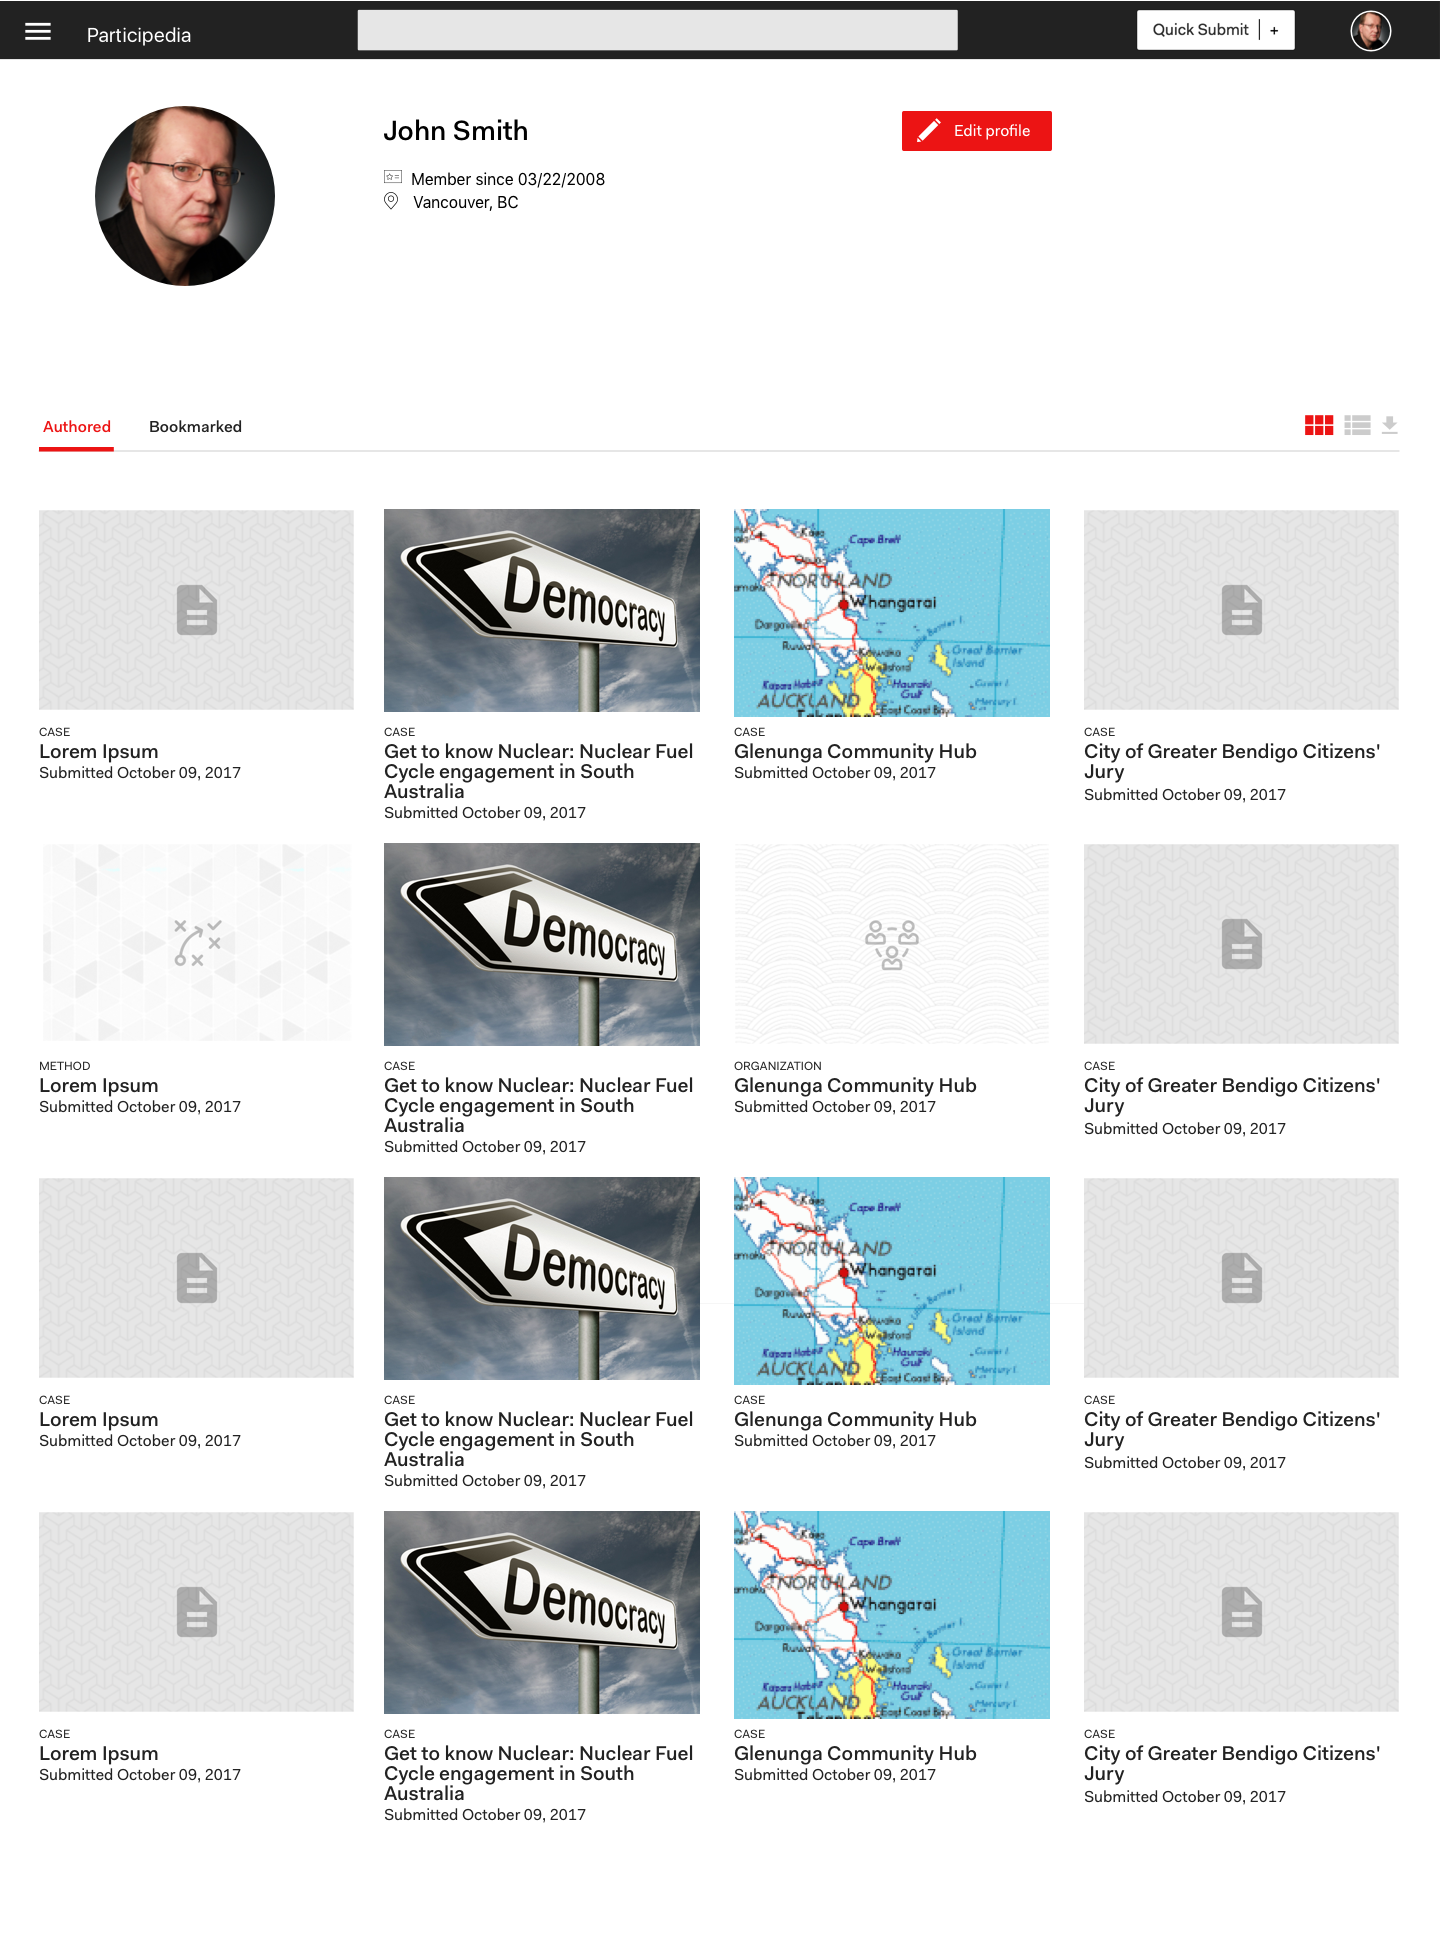 Participedia
Quick Submit
+
John Smith
Edit profile
Member since 03/22/2008
Vancouver, BC
Authored
Bookmarked
Democracy
Cape Brett
NORTHLAND
Whangarai
Great Barrier
Island
Hauraki
Gulf
AUCKLAND
CASE
Lorem Ipsum
Submitted October 09, 2017
CASE
Get to know Nuclear: Nuclear Fuel
Cycle engagement in South
Australia
Submitted October 09, 2017
CASE
Glenunga Community Hub
Submitted October 09, 2017
CASE
City of Greater Bendigo Citizens'
Jury
Submitted October 09, 2017
Democracy
METHOD
Lorem Ipsum
Submitted October 09, 2017
CASE
Get to know Nuclear: Nuclear Fuel
Cycle engagement in South
Australia
Submitted October 09, 2017
ORGANIZATION
Glenunga Community Hub
Submitted October 09, 2017
CASE
City of Greater Bendigo Citizens'
Jury
Submitted October 09, 2017
Democracy
Cape Brett
NORTHLAND
Whangarai
Great Barrier
Island
Hauraki
Gulf
AUCKLAND
CASE
Lorem Ipsum
Submitted October 09, 2017
CASE
Get to know Nuclear: Nuclear Fuel
Cycle engagement in South
Australia
Submitted October 09, 2017
CASE
Glenunga Community Hub
Submitted October 09, 2017
CASE
City of Greater Bendigo Citizens'
Jury
Submitted October 09, 2017
Democracy
Cape Brett
NORTHLAND
Whangarai
Great Barrier
Island
Hauraki
Gulf
AUCKLAND
CASE
Lorem Ipsum
Submitted October 09, 2017
CASE
Get to know Nuclear: Nuclear Fuel
Cycle engagement in South
Australia
Submitted October 09, 2017
CASE
Glenunga Community Hub
Submitted October 09, 2017
CASE
City of Greater Bendigo Citizens'
Jury
Submitted October 09, 2017